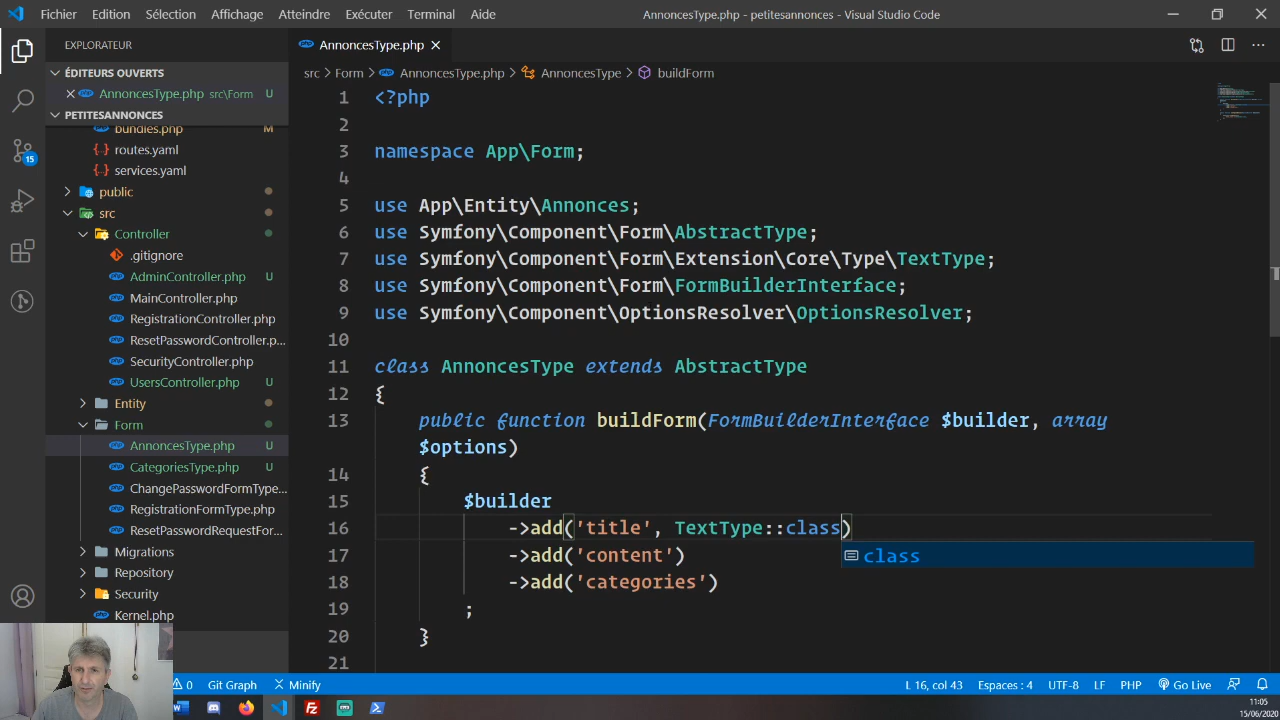 Fichier Edition Sélection Affichage Atteindre Exécuter Terminal Aide
AnnoncesType.php - petitesannonces - Visual Studio Code
EXPLORATEUR
ÉDITEURS OUVERTS
AnnoncesType.php src\Form U
PETITESANNONCES
bundles.php M
routes.yaml
services.yaml
public
src
Controller
.gitignore
AdminController.php U
MainController.php
RegistrationController.php
ResetPasswordController.p...
SecurityController.php
UsersController.php U
Entity
Form
AnnoncesType.php U
CategoriesType.php U
ChangePasswordFormType...
RegistrationFormType.php
ResetPasswordRequestFor...
Migrations
Repository
Security
Kernel.php
15
AnnoncesType.php
src > Form > AnnoncesType.php > AnnoncesType > buildForm
1 <?php
2
3 namespace App\Form;
4
5 use App\Entity\Annonces;
6 use Symfony\Component\Form\AbstractType;
7 use Symfony\Component\Form\Extension\Core\Type\TextType;
8 use Symfony\Component\Form\FormBuilderInterface;
9 use Symfony\Component\OptionsResolver\OptionsResolver;
10
11 class AnnoncesType extends AbstractType
12 {
13 public function buildForm(FormBuilderInterface $builder, array
$options)
14 {
15 $builder
16 ->add('title', TextType::class)
17 ->add('content')
class
18 ->add('categories')
19 ;
20 }
21
0 Git Graph Minify L 16, col 43 Espaces : 4 UTF-8 LF PHP Go Live
11:05
15/06/2020